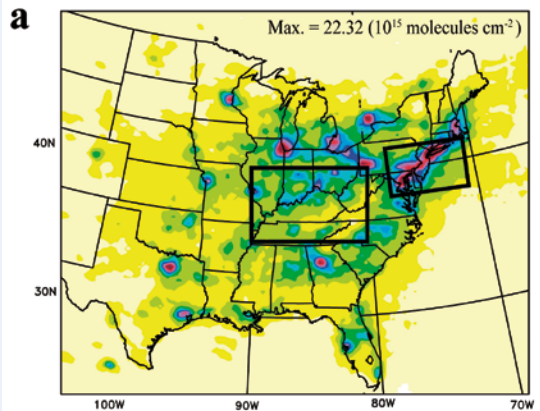 a
Max. = 22.32 (10¹⁵ molecules cm⁻²)
40N
30N
100W
90W
80W
70W